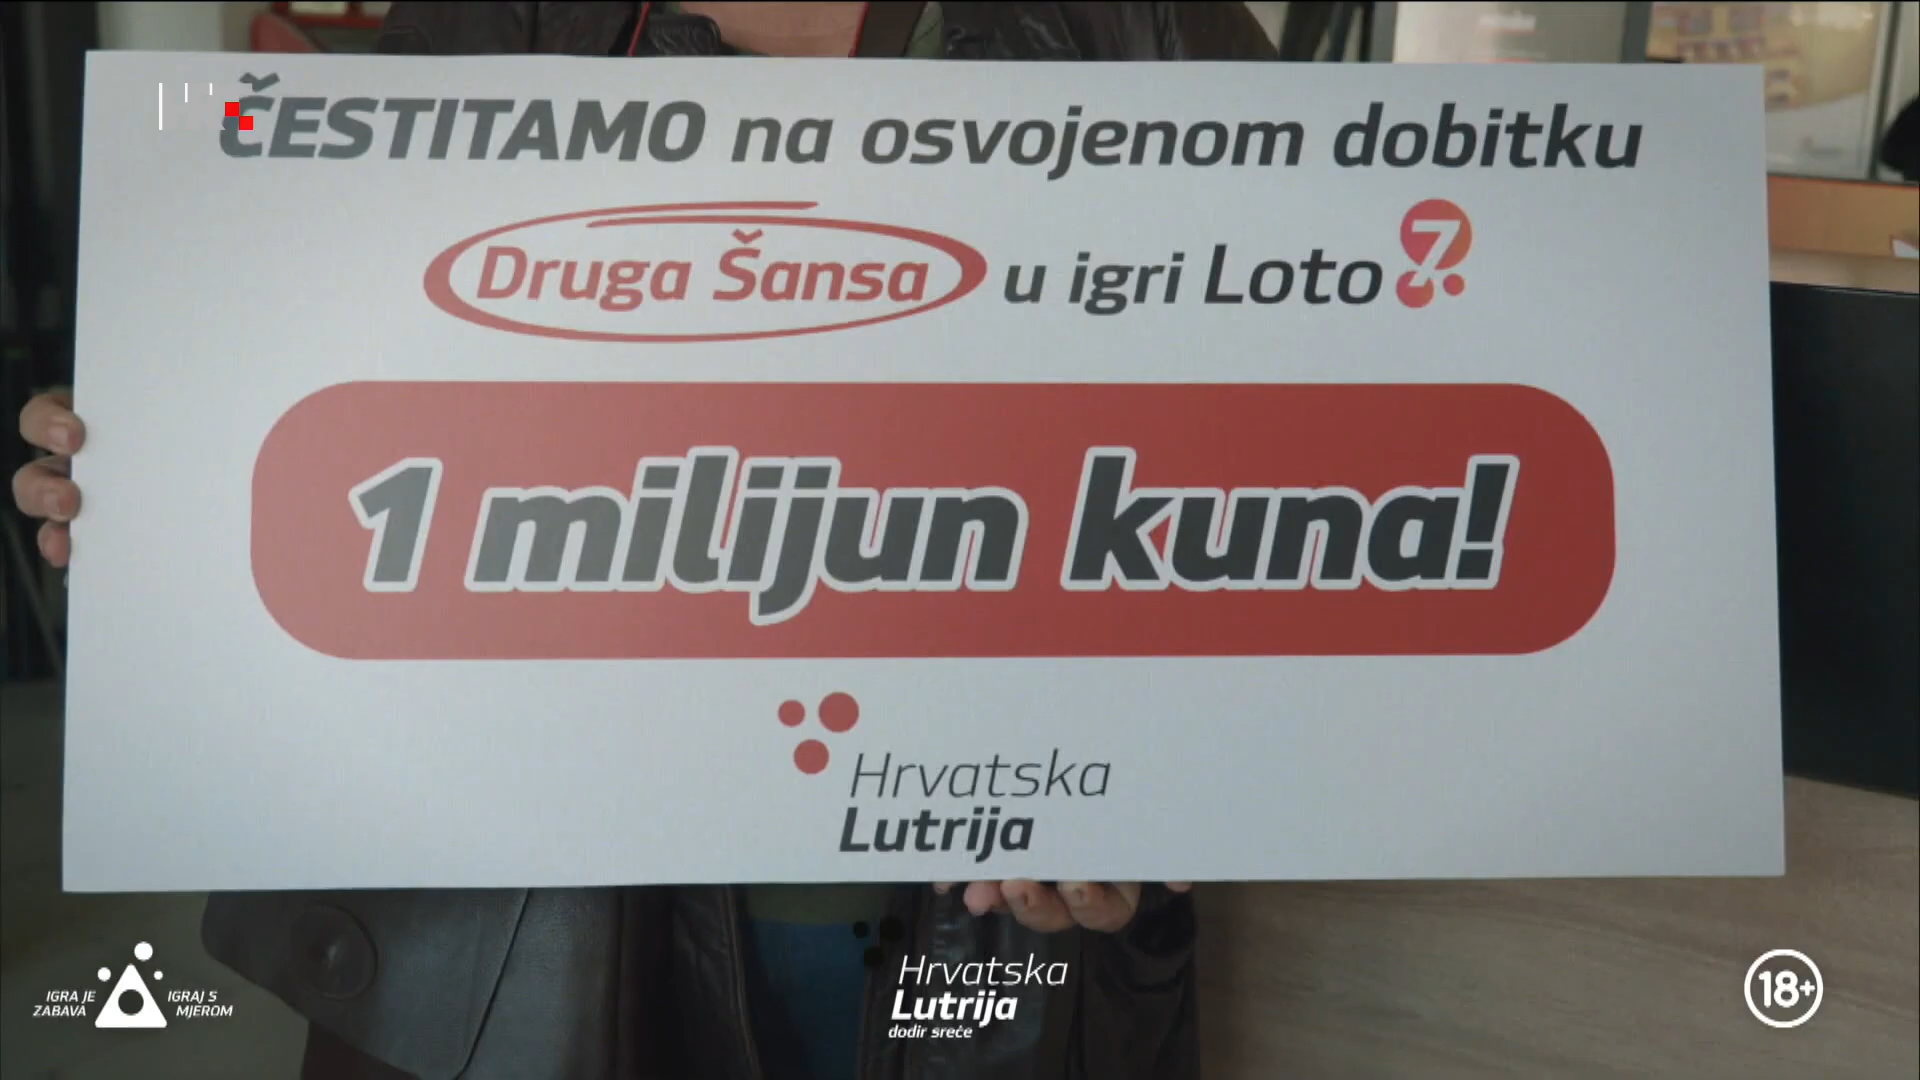 ČESTITAMO na osvojenom dobitku
Druga Šansa u igri Loto 7
1 milijun kuna!
Hrvatska
Lutrija
IGRA JE
ZABAVA
IGRAJ S
MJEROM
Hrvatska
Lutrija
dodir sreće
18+